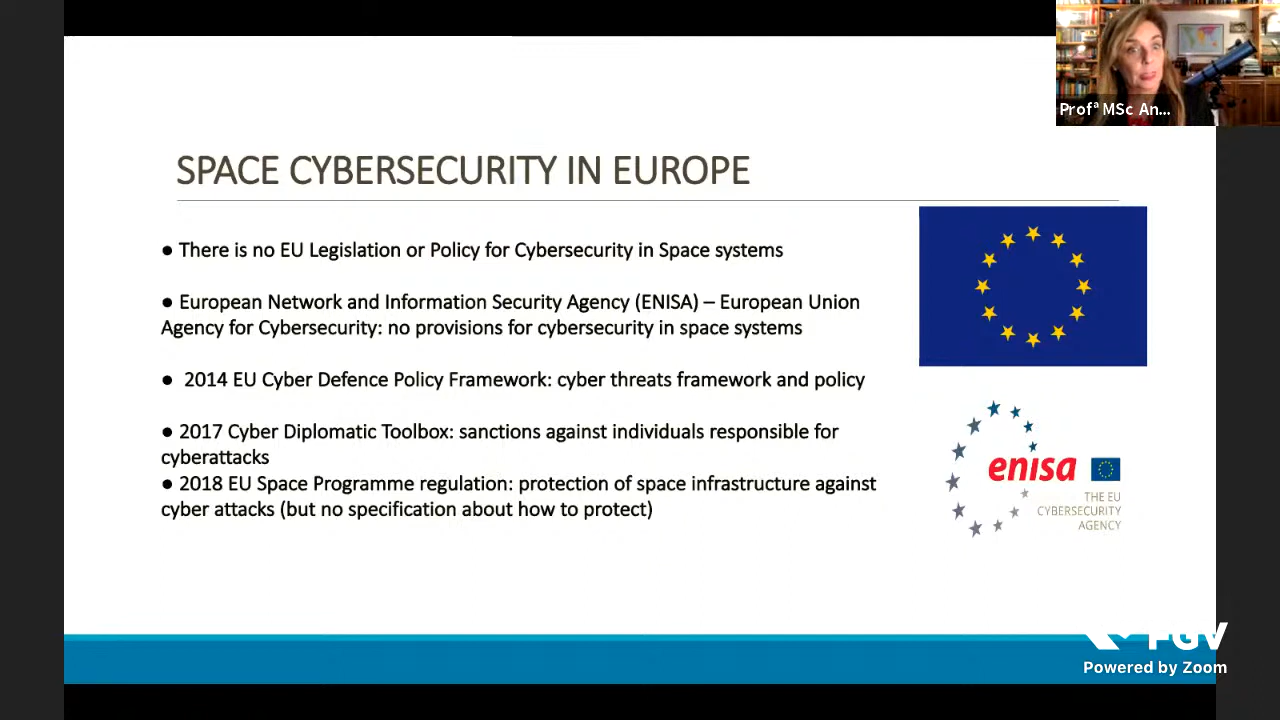 Profª MSc An...
SPACE CYBERSECURITY IN EUROPE
● There is no EU Legislation or Policy for Cybersecurity in Space systems
● European Network and Information Security Agency (ENISA) – European Union
Agency for Cybersecurity: no provisions for cybersecurity in space systems
● 2014 EU Cyber Defence Policy Framework: cyber threats framework and policy
● 2017 Cyber Diplomatic Toolbox: sanctions against individuals responsible for
cyberattacks
● 2018 EU Space Programme regulation: protection of space infrastructure against
cyber attacks (but no specification about how to protect)
enisa
THE EU
CYBERSECURITY
AGENCY
FGV
Powered by Zoom